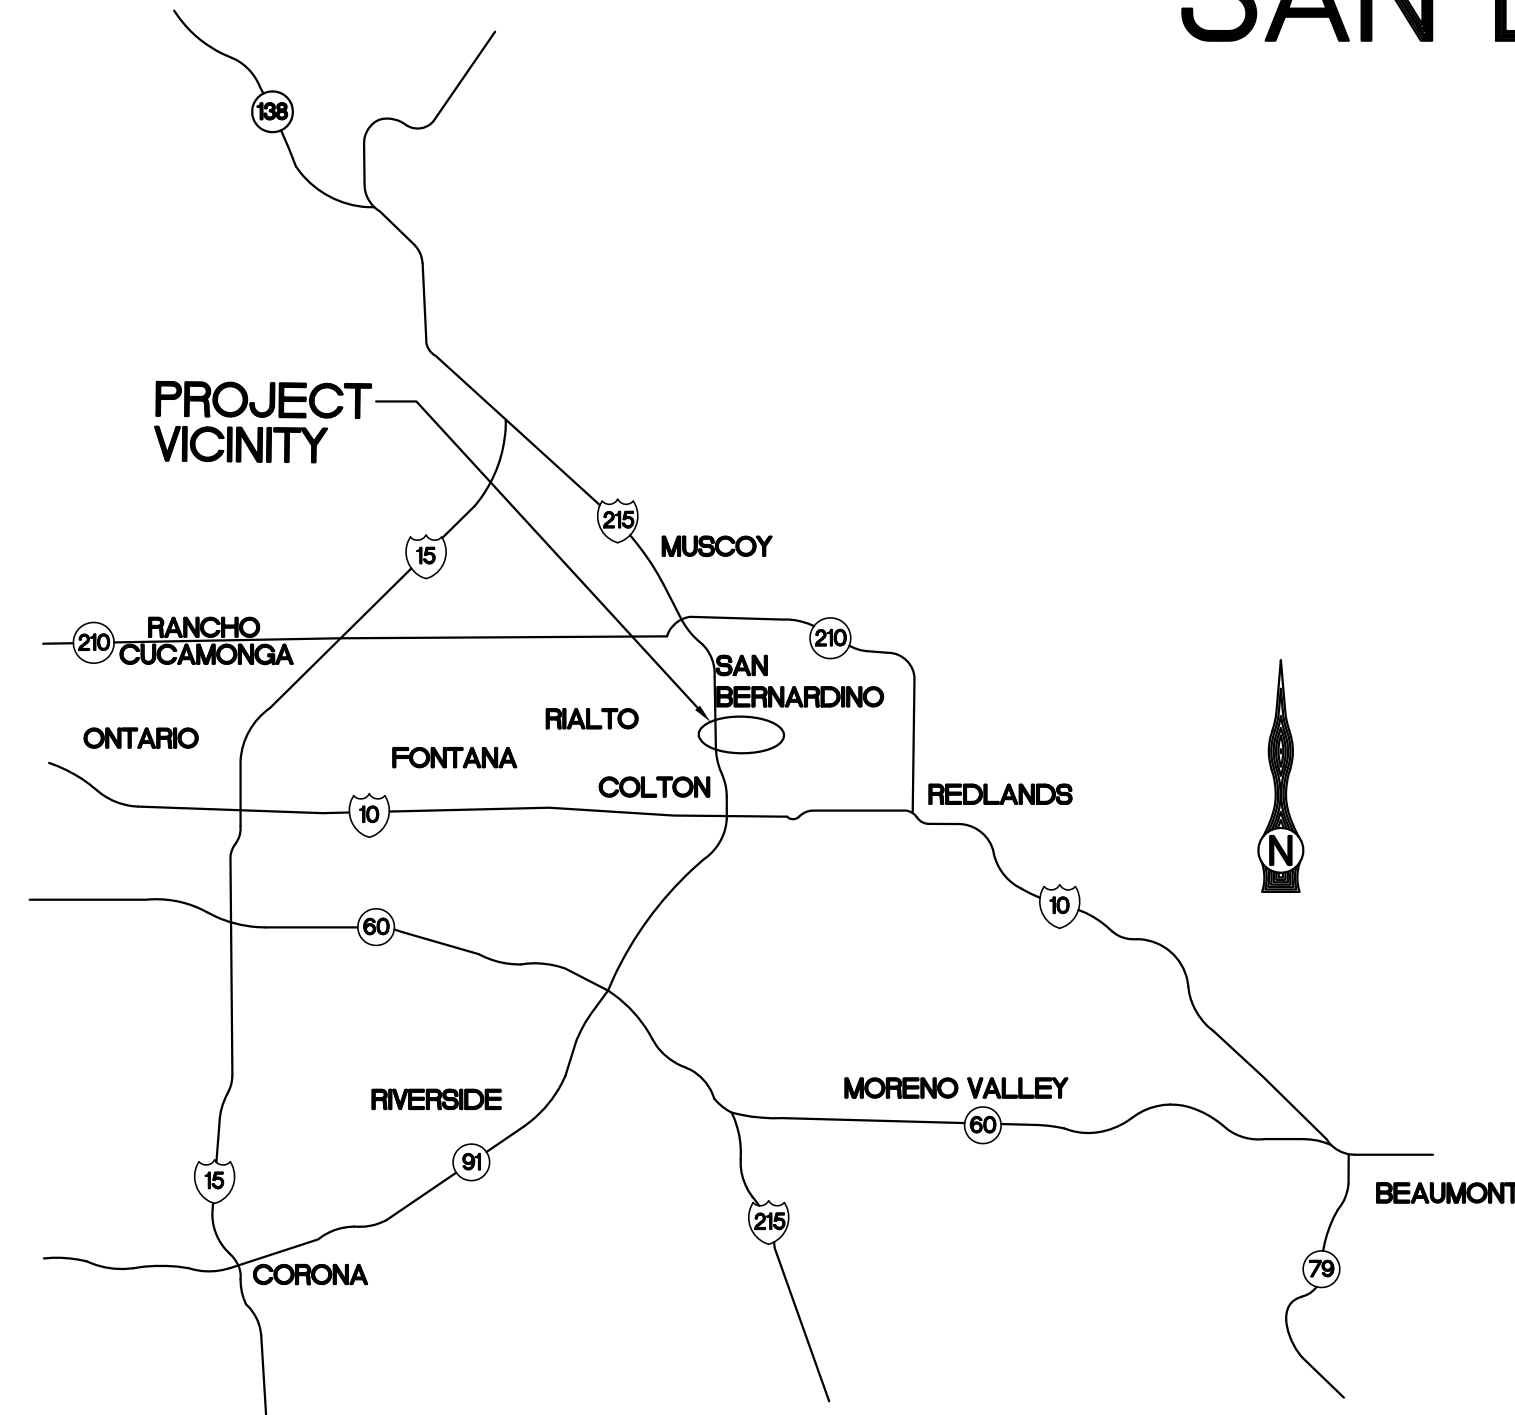 SAN
138
PROJECT
VICINITY
215
MUSCOY
15
210
RANCHO
CUCAMONGA
210
SAN
BERNARDINO
RIALTO
ONTARIO
FONTANA
COLTON
REDLANDS
10
N
10
60
RIVERSIDE
MORENO VALLEY
60
91
15
BEAUMONT
215
79
CORONA